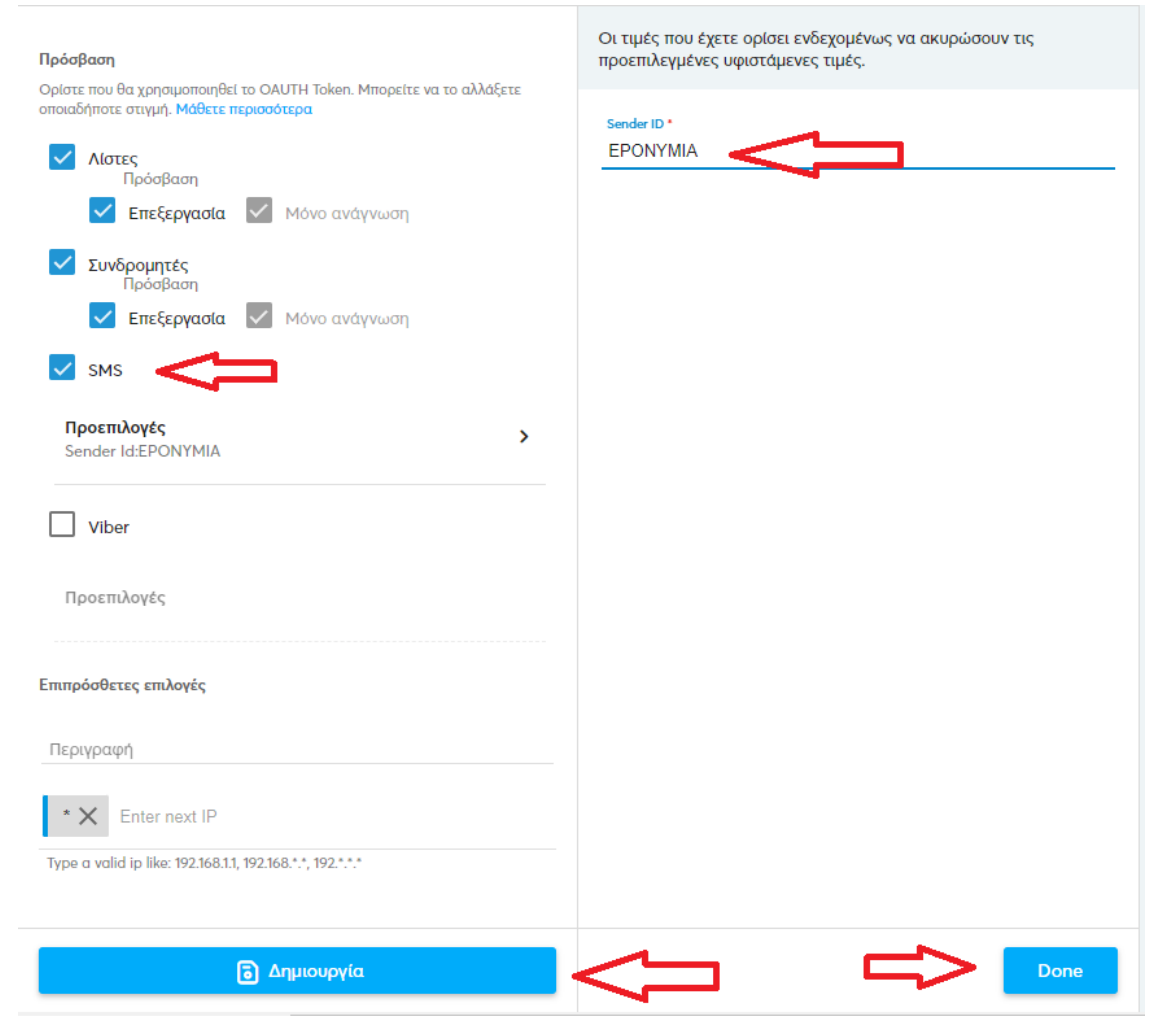 Πρόσβαση
Ορίστε που θα χρησιμοποιηθεί το OAUTH Token. Μπορείτε να το αλλάξετε
οποιαδήποτε στιγμή. Μάθετε περισσότερα
Λίστες
Πρόσβαση
Επεξεργασία Μόνο ανάγνωση
Συνδρομητές
Πρόσβαση
Επεξεργασία Μόνο ανάγνωση
SMS
Προεπιλογές
Sender Id:EPONYMIA
Viber
Προεπιλογές
Επιπρόσθετες επιλογές
Περιγραφή
* Enter next IP
Type a valid ip like: 192.168.1.1, 192.168.*.*, 192.*.*.*
Δημιουργία
Οι τιμές που έχετε ορίσει ενδεχομένως να ακυρώσουν τις
προεπιλεγμένες υφιστάμενες τιμές.
Sender ID *
EPONYMIA
Done